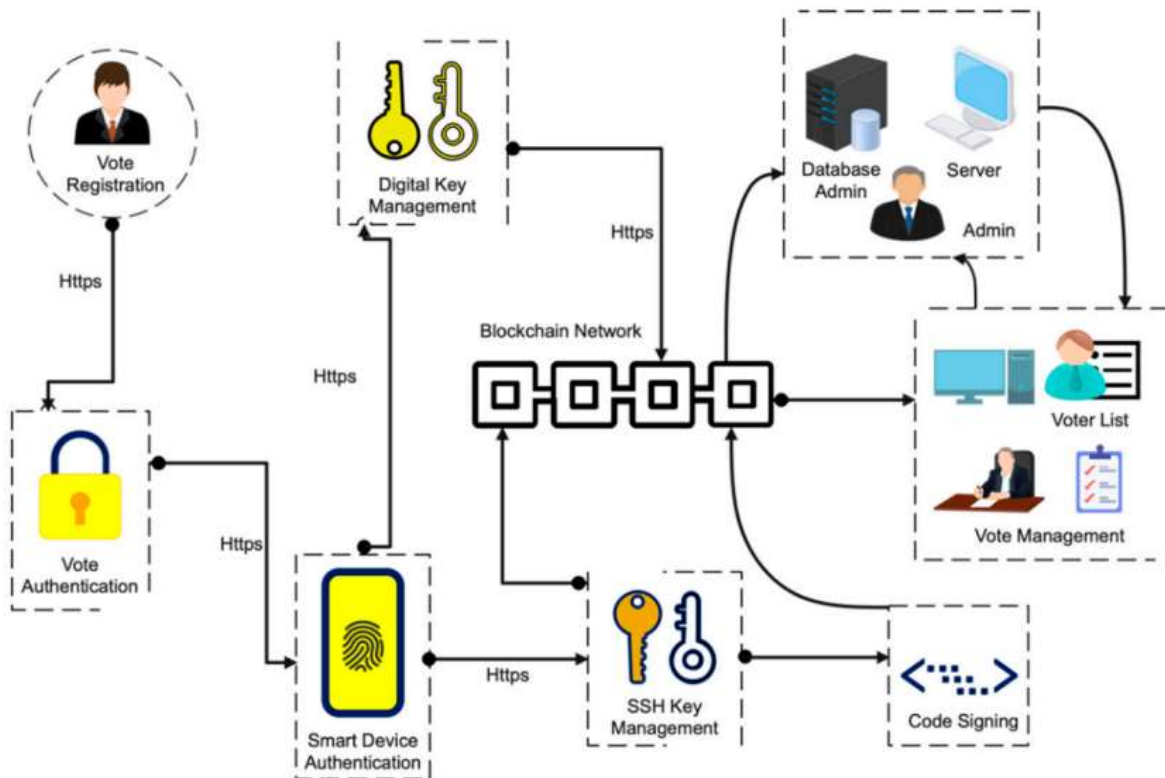 Vote
Registration
Https
Vote
Authentication
Https
Smart Device
Authentication
Https
Digital Key
Management
Https
Blockchain Network
Https
SSH Key
Management
Code Signing
Database
Admin
Server
Admin
Voter List
Vote Management